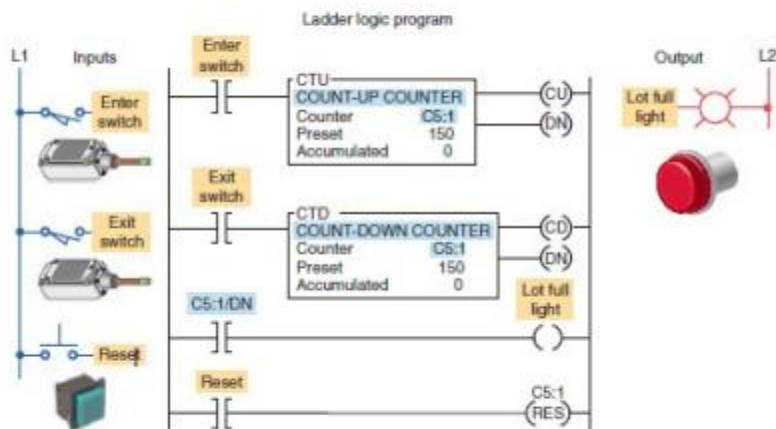 Ladder logic program
L1
Inputs
Output
L2
Enter
switch
Enter
switch
CTU
COUNT-UP COUNTER
Counter C5:1
Preset 150
Accumulated 0
CU
DN
Lot full
light
Exit
switch
Exit
switch
CTD
COUNT-DOWN COUNTER
Counter C5:1
Preset 150
Accumulated 0
CD
DN
C5:1/DN
Lot full
light
Reset
Reset
C5:1
RES